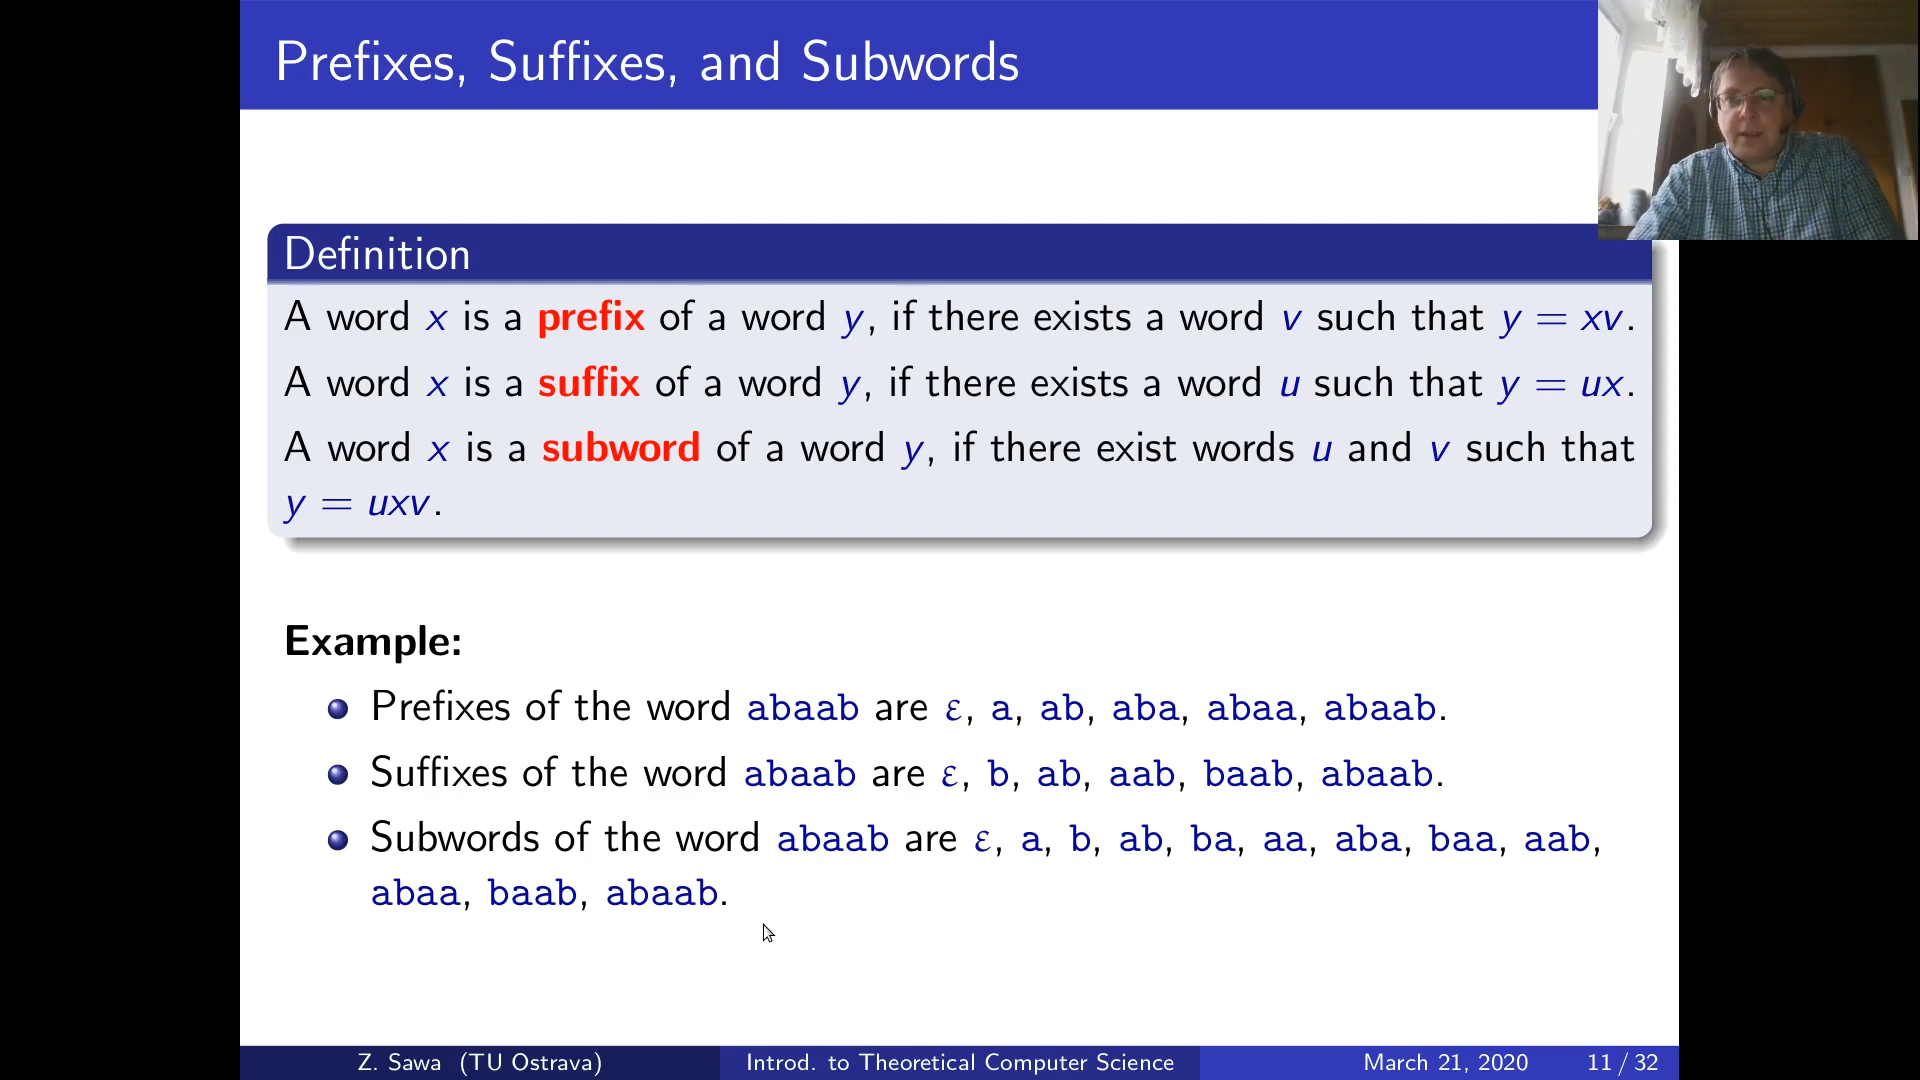 Prefixes, Suffixes, and Subwords
Definition
A word x is a prefix of a word y, if there exists a word v such that y = xv.
A word x is a suffix of a word y, if there exists a word u such that y = ux.
A word x is a subword of a word y, if there exist words u and v such that
y = uxv.
Example:
Prefixes of the word abaab are ε, a, ab, aba, abaa, abaab.
Suffixes of the word abaab are ε, b, ab, aab, baab, abaab.
Subwords of the word abaab are ε, a, b, ab, ba, aa, aba, baa, aab,
abaa, baab, abaab.
Z. Sawa (TU Ostrava) Introd. to Theoretical Computer Science March 21, 2020 11 / 32